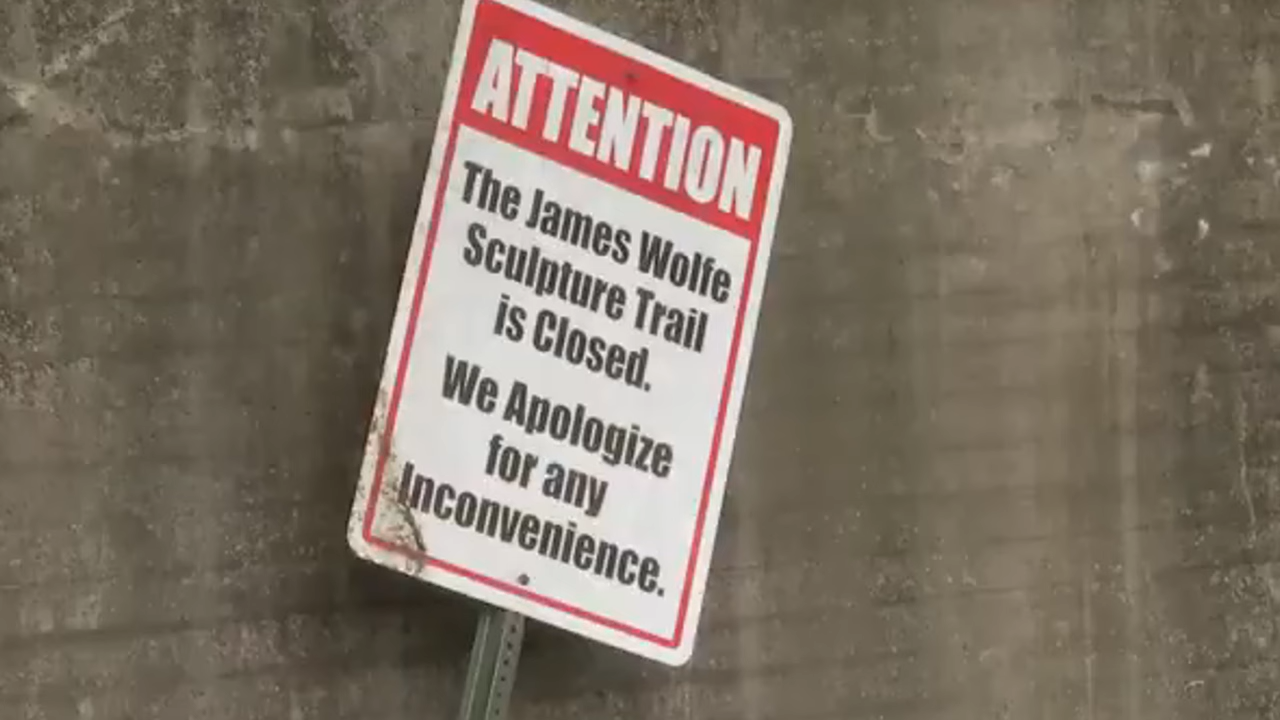 ATTENTION
The James Wolfe
Sculpture Trail
is Closed.
We Apologize
for any
Inconvenience.